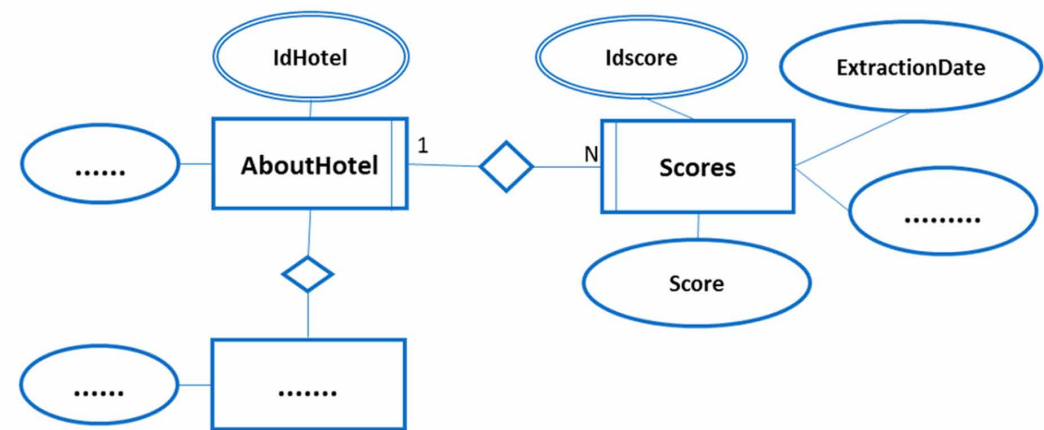 IdHotel
Idscore
ExtractionDate
......
AboutHotel
1
N
Scores
.........
Score
......
.......